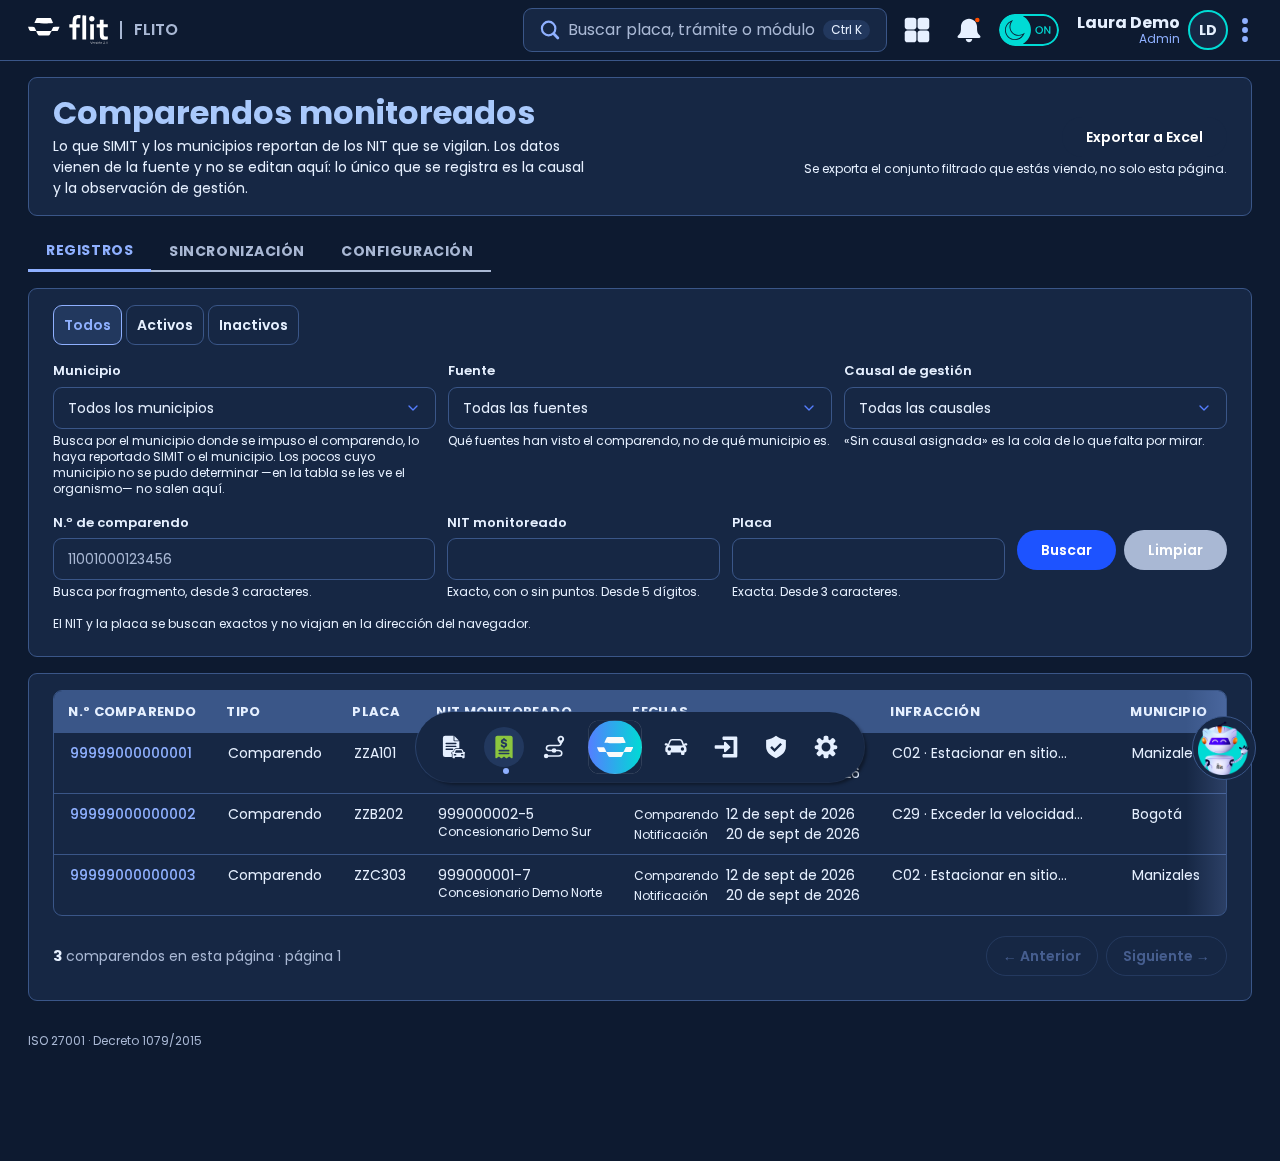 flit FLITO
Buscar placa, trámite o módulo Ctrl K
ON
Laura Demo
Admin
LD
Comparendos monitoreados
Lo que SIMIT y los municipios reportan de los NIT que se vigilan. Los datos
vienen de la fuente y no se editan aquí: lo único que se registra es la causal
y la observación de gestión.
Exportar a Excel
Se exporta el conjunto filtrado que estás viendo, no solo esta página.
REGISTROS SINCRONIZACIÓN CONFIGURACIÓN
Todos Activos Inactivos
Municipio Fuente Causal de gestión
Todos los municipios Todas las fuentes Todas las causales
Busca por el municipio donde se impuso el comparendo, lo
haya reportado SIMIT o el municipio. Los pocos cuyo
municipio no se pudo determinar —en la tabla se les ve el
organismo— no salen aquí.
Qué fuentes han visto el comparendo, no de qué municipio es.
«Sin causal asignada» es la cola de lo que falta por mirar.
N.º de comparendo NIT monitoreado Placa
11001000123456
Buscar Limpiar
Busca por fragmento, desde 3 caracteres. Exacto, con o sin puntos. Desde 5 dígitos. Exacta. Desde 3 caracteres.
El NIT y la placa se buscan exactos y no viajan en la dirección del navegador.
N.º COMPARENDO TIPO PLACA NIT MONITOREADO FECHAS INFRACCIÓN MUNICIPIO
99999000000001 Comparendo ZZA101 C02 · Estacionar en sitio... Manizales
99999000000002 Comparendo ZZB202 999000002-5 Comparendo 12 de sept de 2026 C29 · Exceder la velocidad... Bogotá
Concesionario Demo Sur Notificación 20 de sept de 2026
99999000000003 Comparendo ZZC303 999000001-7 Comparendo 12 de sept de 2026 C02 · Estacionar en sitio... Manizales
Concesionario Demo Norte Notificación 20 de sept de 2026
3 comparendos en esta página · página 1
← Anterior Siguiente →
ISO 27001 · Decreto 1079/2015